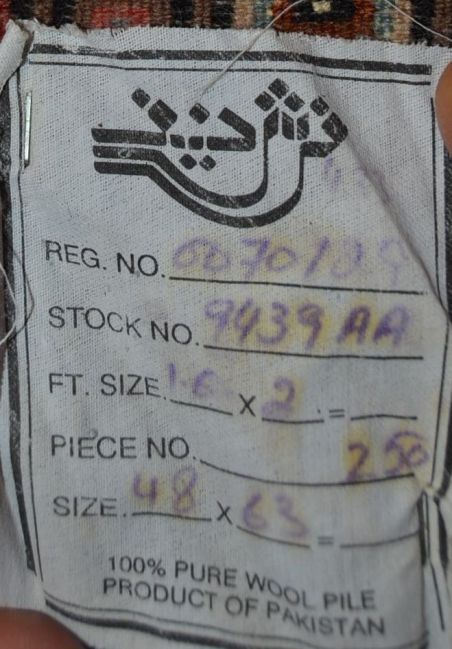 REG. NO.
STOCK NO. 9439 AA
FT. SIZE. 1.6 X 2 =
PIECE NO. 250
SIZE. 48 X 63 =
100% PURE WOOL PILE
PRODUCT OF PAKISTAN